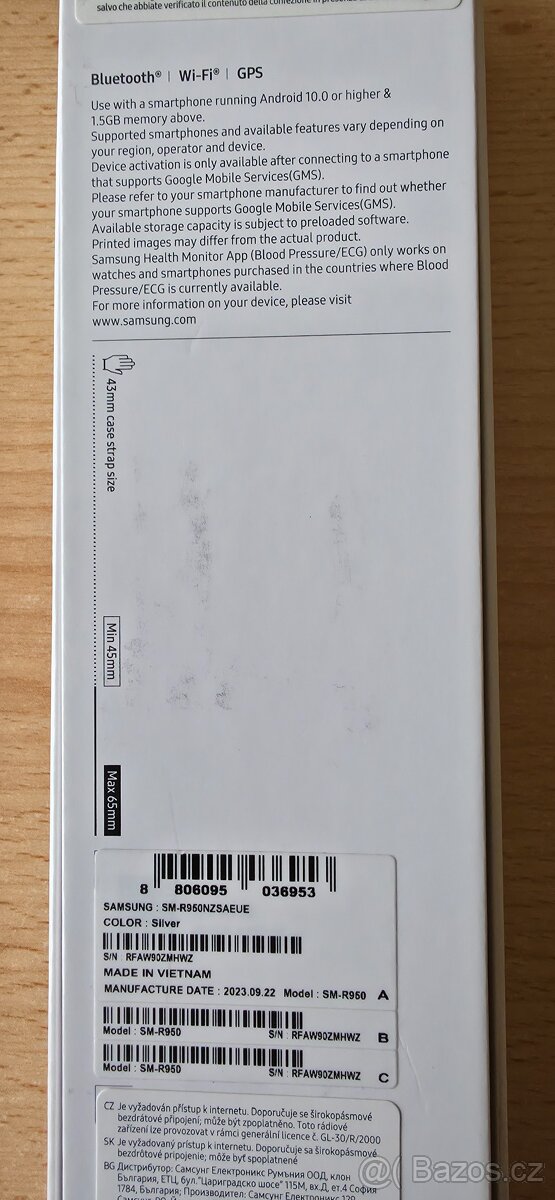 salvo che abbiate verificato il contenuto della confezione in
Bluetooth® | Wi-Fi® | GPS
Use with a smartphone running Android 10.0 or higher &
1.5GB memory above.
Supported smartphones and available features vary depending on
your region, operator and device.
Device activation is only available after connecting to a smartphone
that supports Google Mobile Services(GMS).
Please refer to your smartphone manufacturer to find out whether
your smartphone supports Google Mobile Services(GMS).
Available storage capacity is subject to preloaded software.
Printed images may differ from the actual product.
Samsung Health Monitor App (Blood Pressure/ECG) only works on
watches and smartphones purchased in the countries where Blood
Pressure/ECG is currently available.
For more information on your device, please visit
www.samsung.com
43mm case strap size
Min 45mm
Max 65mm
8 806095 036953
SAMSUNG : SM-R950NZSAEUE
COLOR : Silver
S/N : RFAW90ZMHWZ
MADE IN VIETNAM
MANUFACTURE DATE : 2023.09.22 Model : SM-R950 A
Model : SM-R950 S/N : RFAW90ZMHWZ B
Model : SM-R950 S/N : RFAW90ZMHWZ C
CZ Je vyžadován přístup k internetu. Doporučuje se širokopásmové
bezdrátové připojení; může být zpoplatněno. Toto rádiové
zařízení lze provozovat v rámci generální licence č. GL-30/R/2000
SK Je vyžadovaný prístup k internetu. Doporučuje sa širokopásmové
bezdrôtové pripojenie; môže byť spoplatnené
BG Дистрибутор: Самсунг Електроникс Румъния ООД, клон
България, ЕТЦ, бул."Цариградско шосе" 115М, вх.Д, ет.4 София
1784, България; Производител: Самсунг Електроникс
Bazos.cz